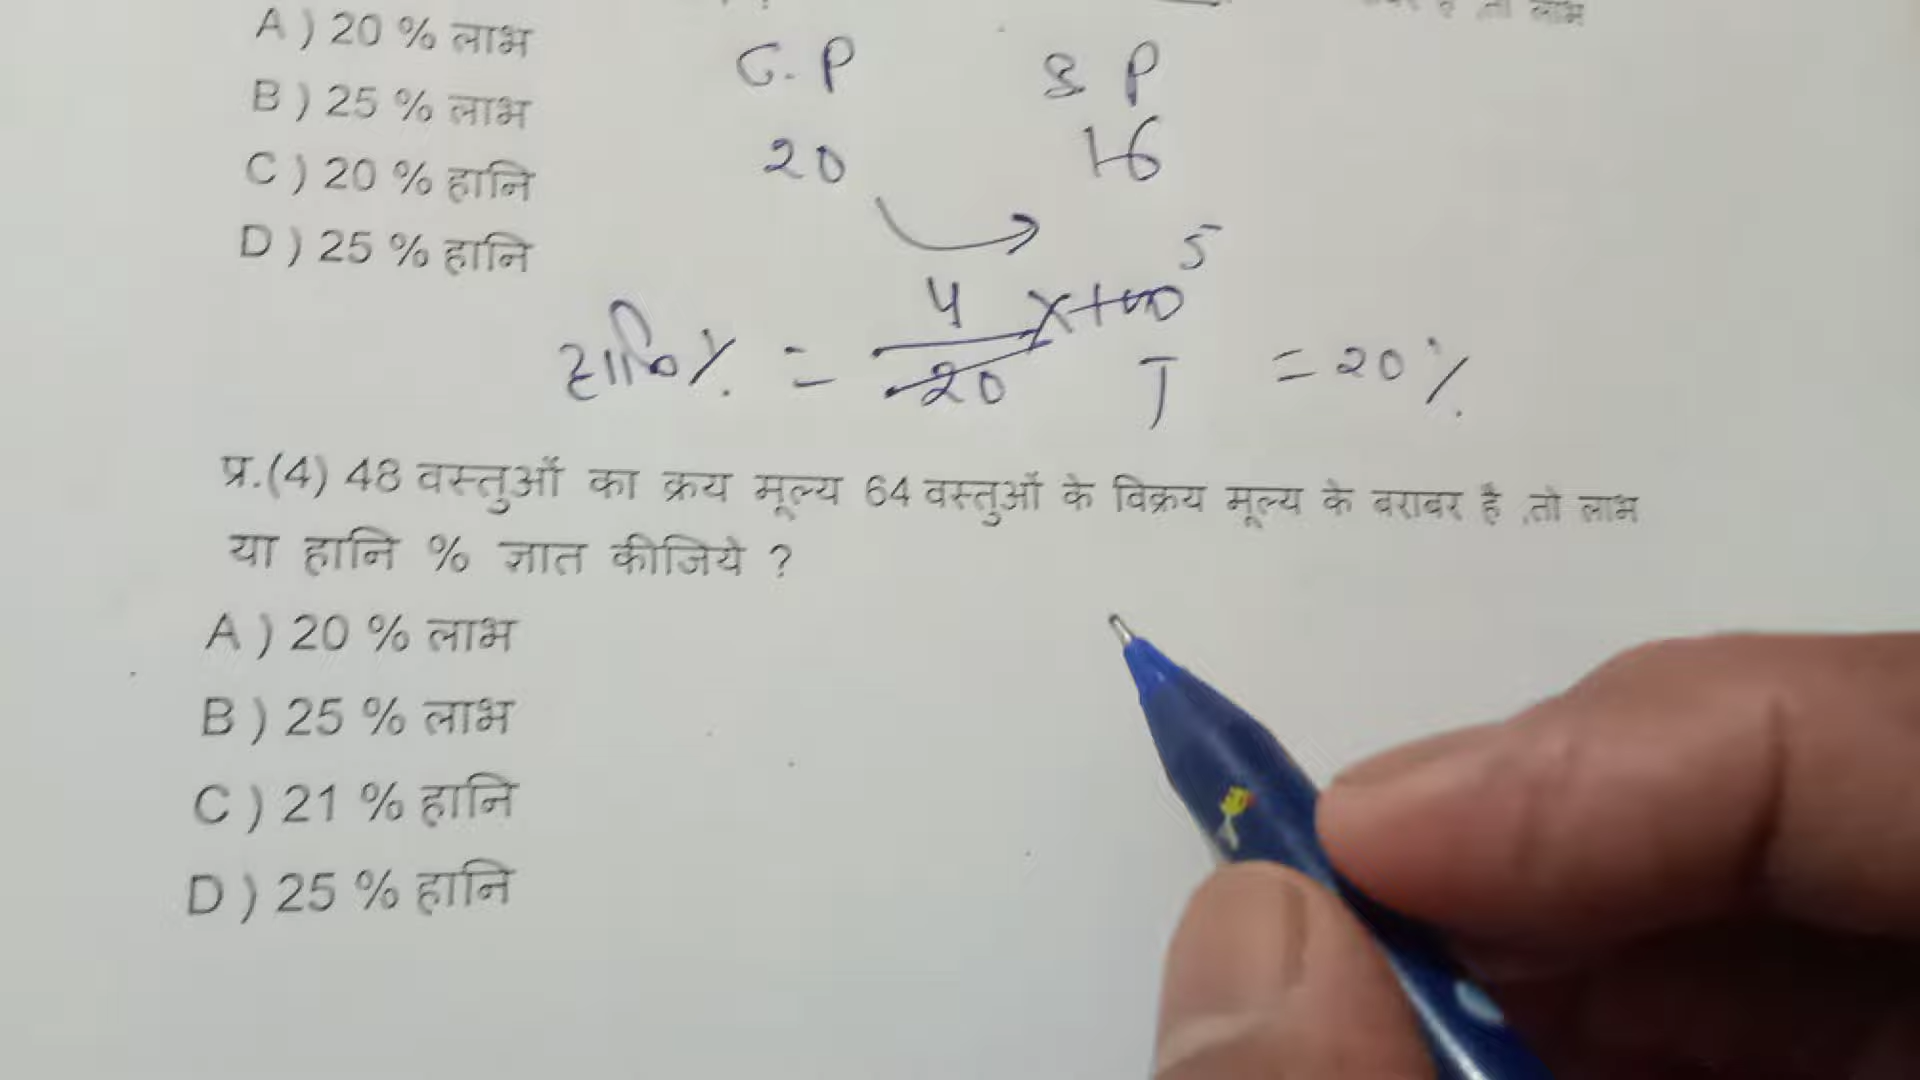 तो लाभ
A ) 20 % लाभ
B ) 25 % लाभ
C ) 20 % हानि
D ) 25 % हानि
C.P S P
20 16
5
हानि% = 4 x 100 = 20 %
20 1
प्र.(4) 48 वस्तुओं का क्रय मूल्य 64 वस्तुओं के विक्रय मूल्य के बराबर है ,तो लाभ
या हानि % ज्ञात कीजिये ?
A ) 20 % लाभ
B ) 25 % लाभ
C ) 21 % हानि
D ) 25 % हानि